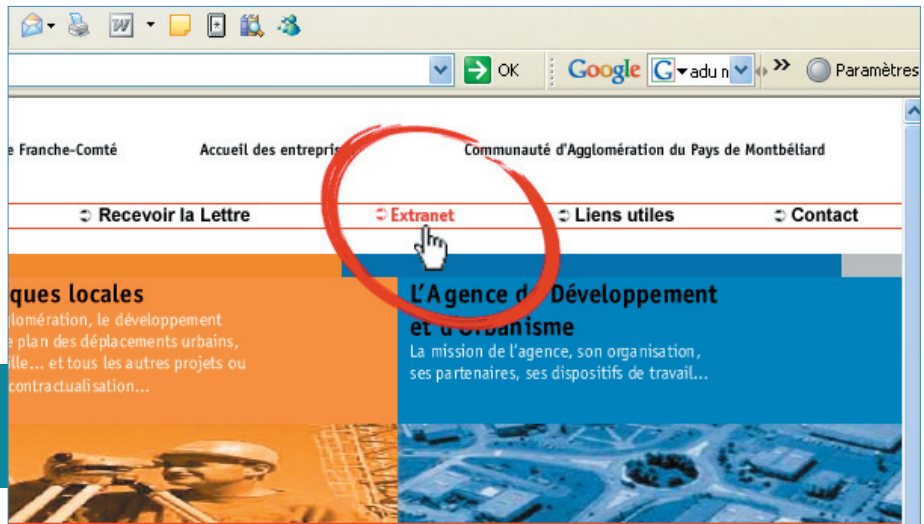 OK Google G adu n Paramètres
e Franche-Comté Accueil des entrepris Communauté d'Agglomération du Pays de Montbéliard
Recevoir la Lettre Extranet Liens utiles Contact
ques locales
lomération, le développement
e plan des déplacements urbains,
ille... et tous les autres projets ou
contractualisation...
L'Agence de Développement
et d'Urbanisme
La mission de l'agence, son organisation,
ses partenaires, ses dispositifs de travail...